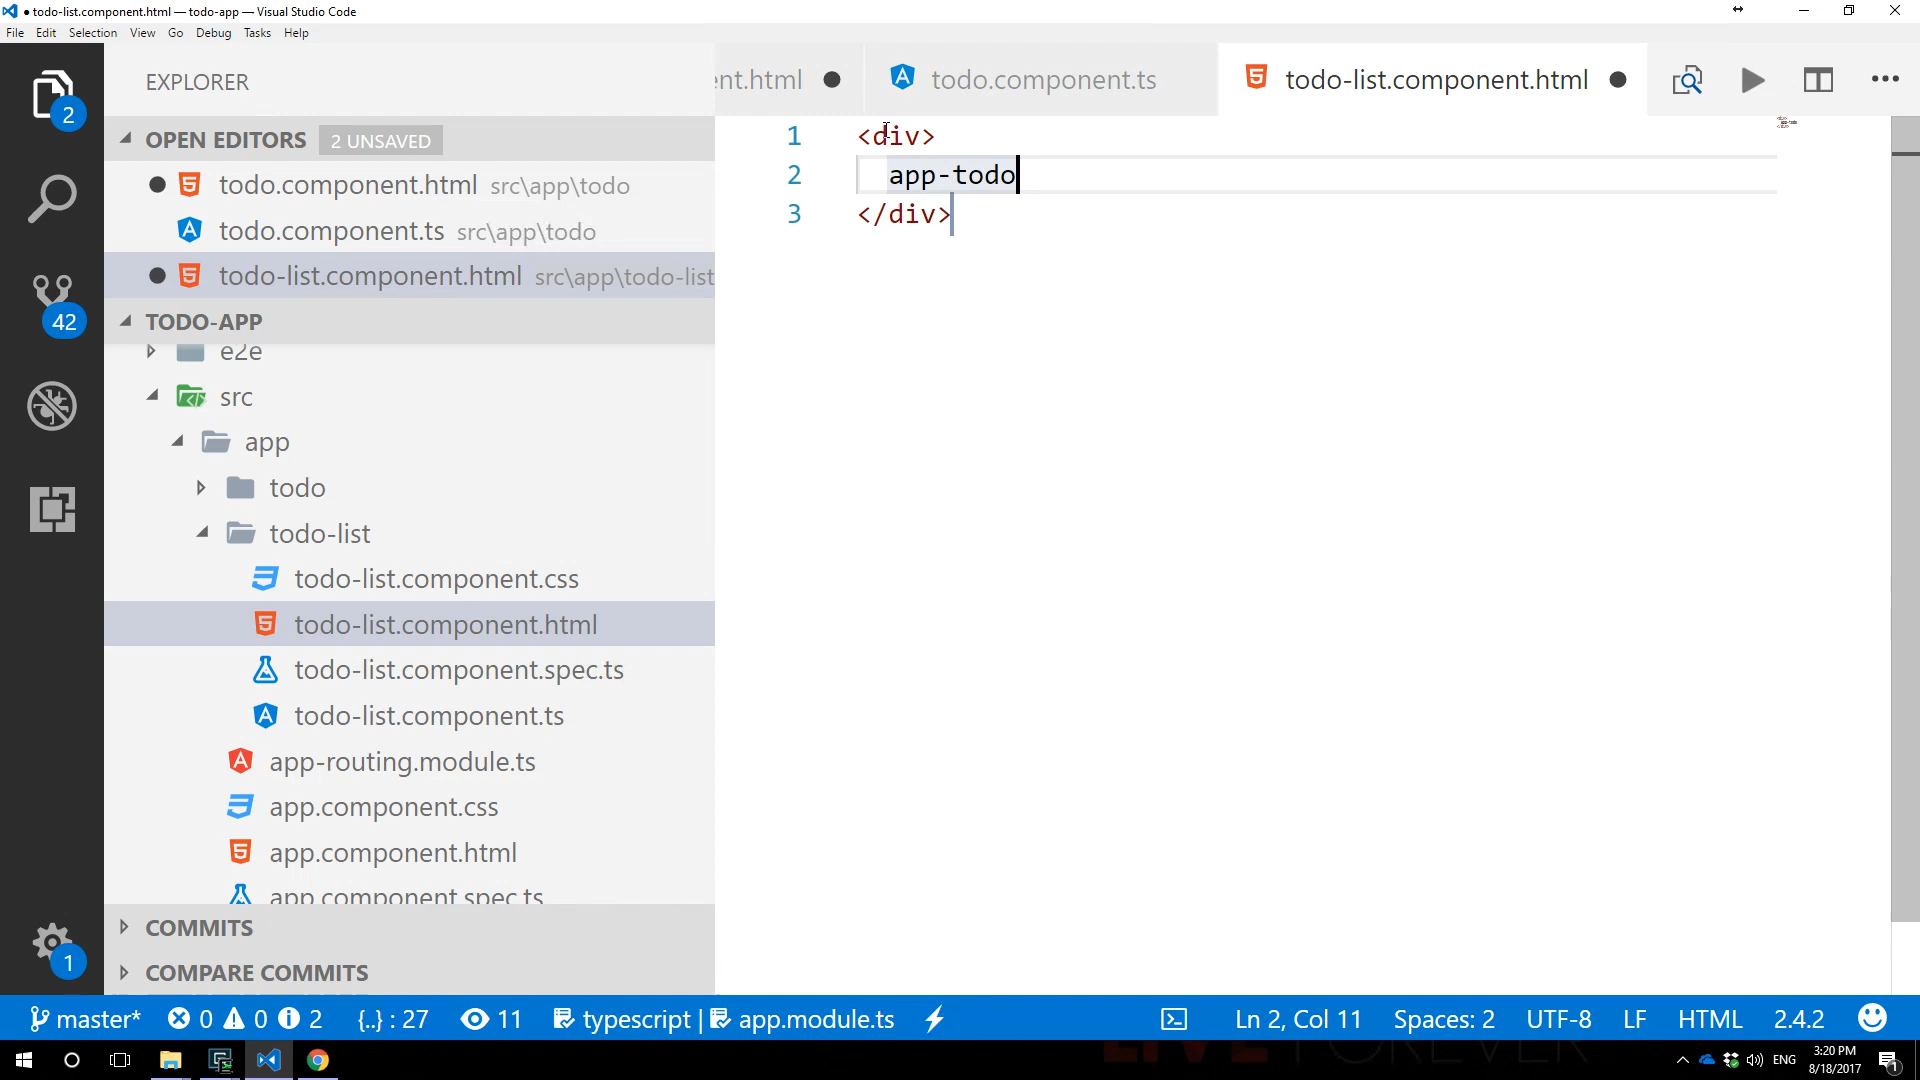 todo-list.component.html — todo-app — Visual Studio Code
File Edit Selection View Go Debug Tasks Help
EXPLORER
nt.html
todo.component.ts
todo-list.component.html
OPEN EDITORS 2 UNSAVED
todo.component.html src\app\todo
todo.component.ts src\app\todo
todo-list.component.html src\app\todo-list
TODO-APP
e2e
src
app
todo
todo-list
todo-list.component.css
todo-list.component.html
todo-list.component.spec.ts
todo-list.component.ts
app-routing.module.ts
app.component.css
app.component.html
app.component.spec.ts
COMMITS
COMPARE COMMITS
2
42
1
1 <div>
2 app-todo
3 </div>
master* 0 0 2 {..} : 27 11 typescript | app.module.ts Ln 2, Col 11 Spaces: 2 UTF-8 LF HTML 2.4.2
ENG 3:20 PM
8/18/2017
1